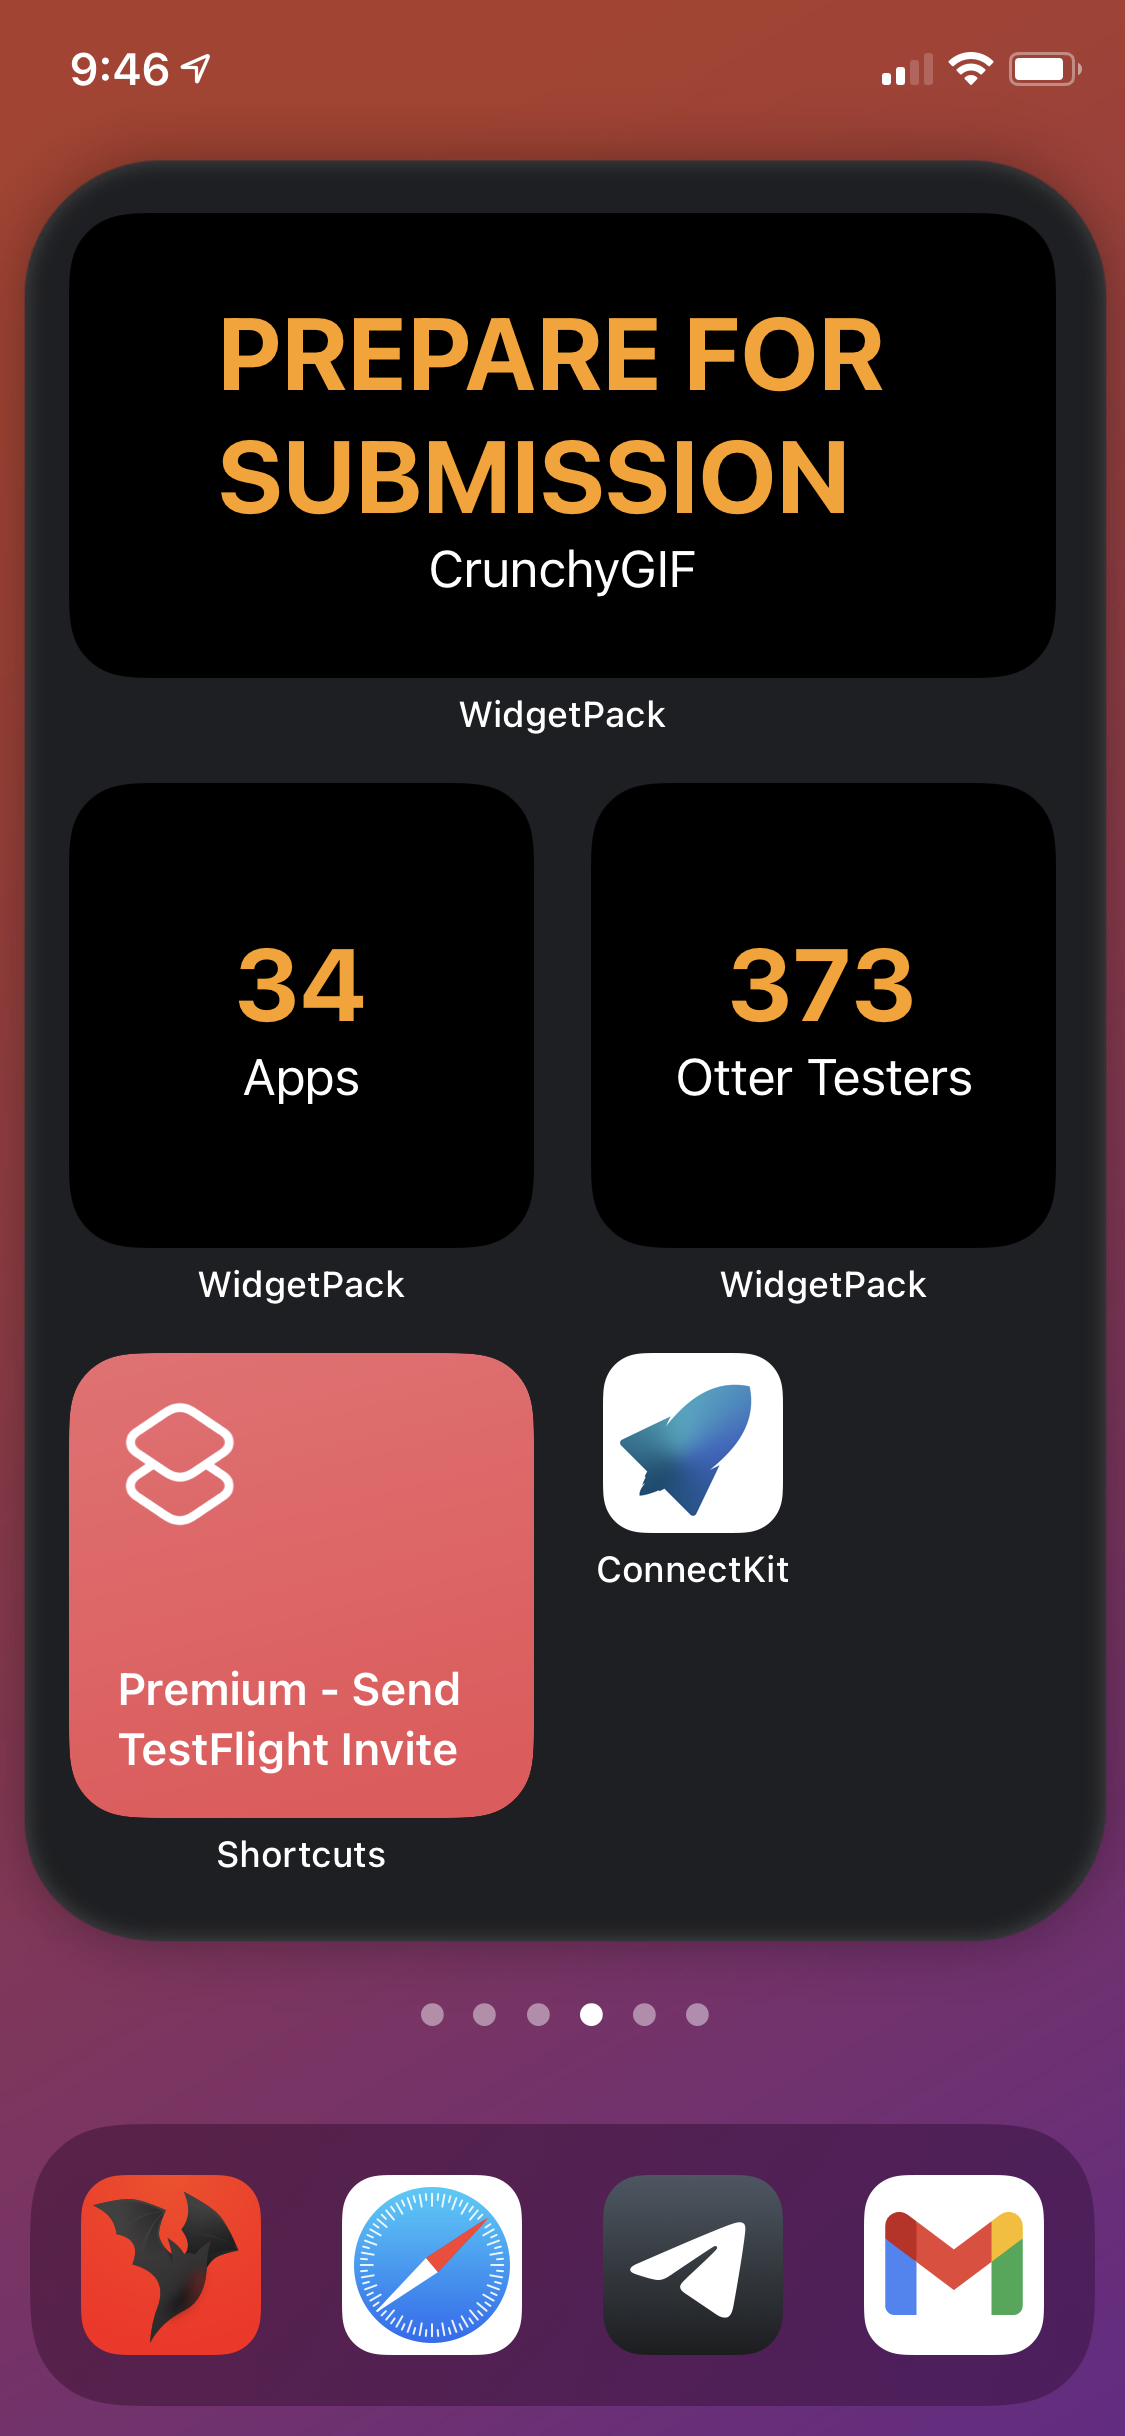 9:46
PREPARE FOR
SUBMISSION
CrunchyGIF
WidgetPack
34
Apps
WidgetPack
373
Otter Testers
WidgetPack
Premium - Send
TestFlight Invite
Shortcuts
ConnectKit